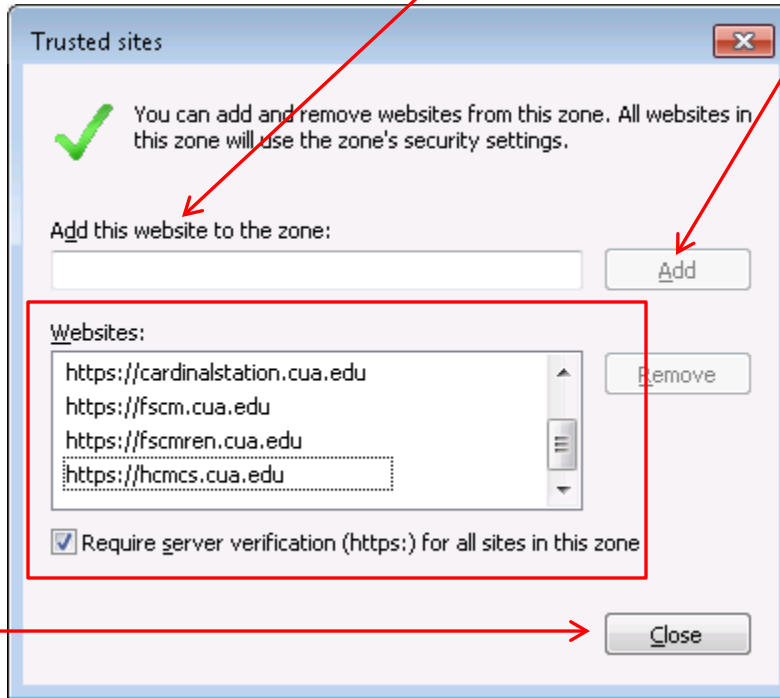 Trusted sites
You can add and remove websites from this zone. All websites in
this zone will use the zone's security settings.
Add this website to the zone:
Add
Websites:
https://cardinalstation.cua.edu
Remove
https://fscm.cua.edu
https://fscmren.cua.edu
https://hcmcs.cua.edu
Require server verification (https:) for all sites in this zone
Close